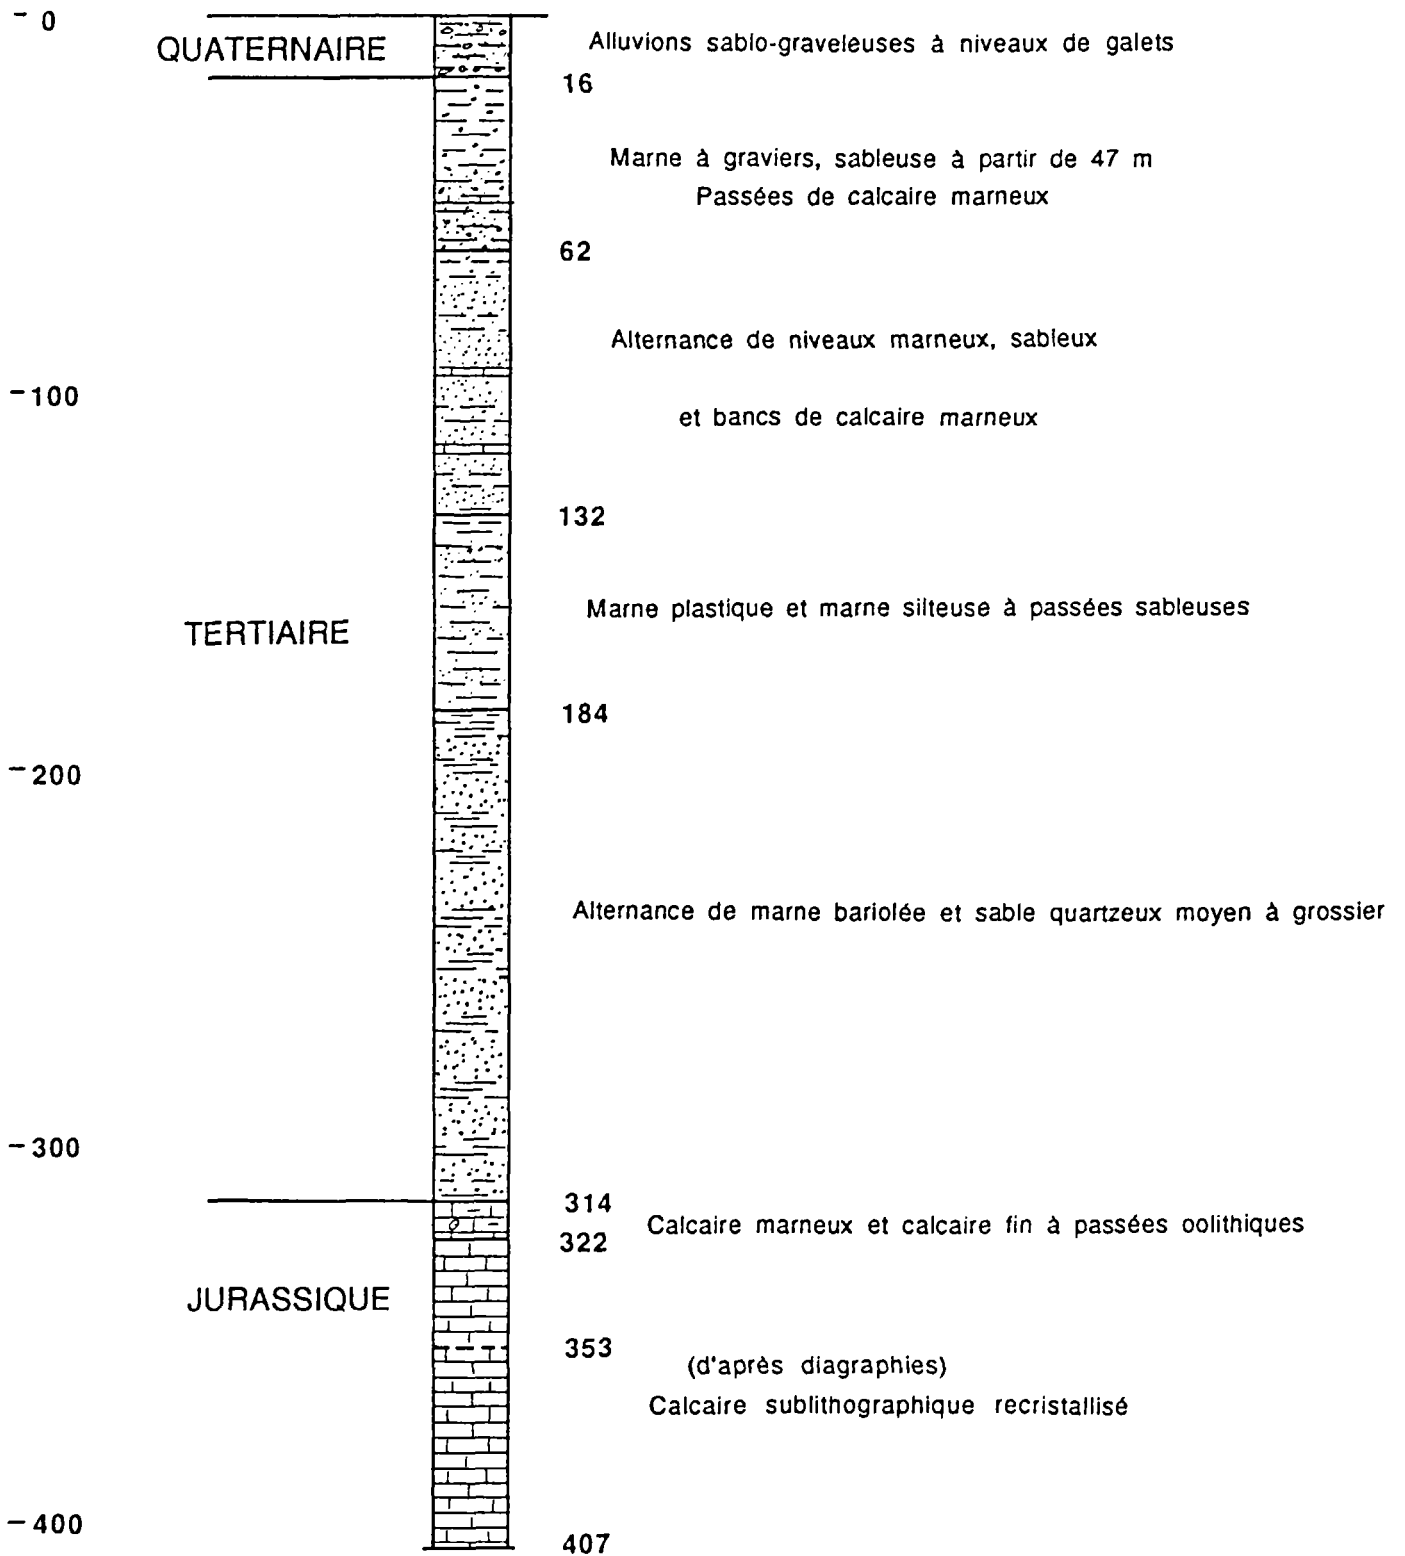 - 0
QUATERNAIRE
Alluvions sablo-graveleuses à niveaux de galets
16
Marne à graviers, sableuse à partir de 47 m
Passées de calcaire marneux
62
Alternance de niveaux marneux, sableux
-100
et bancs de calcaire marneux
132
Marne plastique et marne silteuse à passées sableuses
TERTIAIRE
184
-200
Alternance de marne bariolée et sable quartzeux moyen à grossier
-300
314
Calcaire marneux et calcaire fin à passées oolithiques
322
JURASSIQUE
353
(d'après diagraphies)
Calcaire sublithographique recristallisé
-400
407